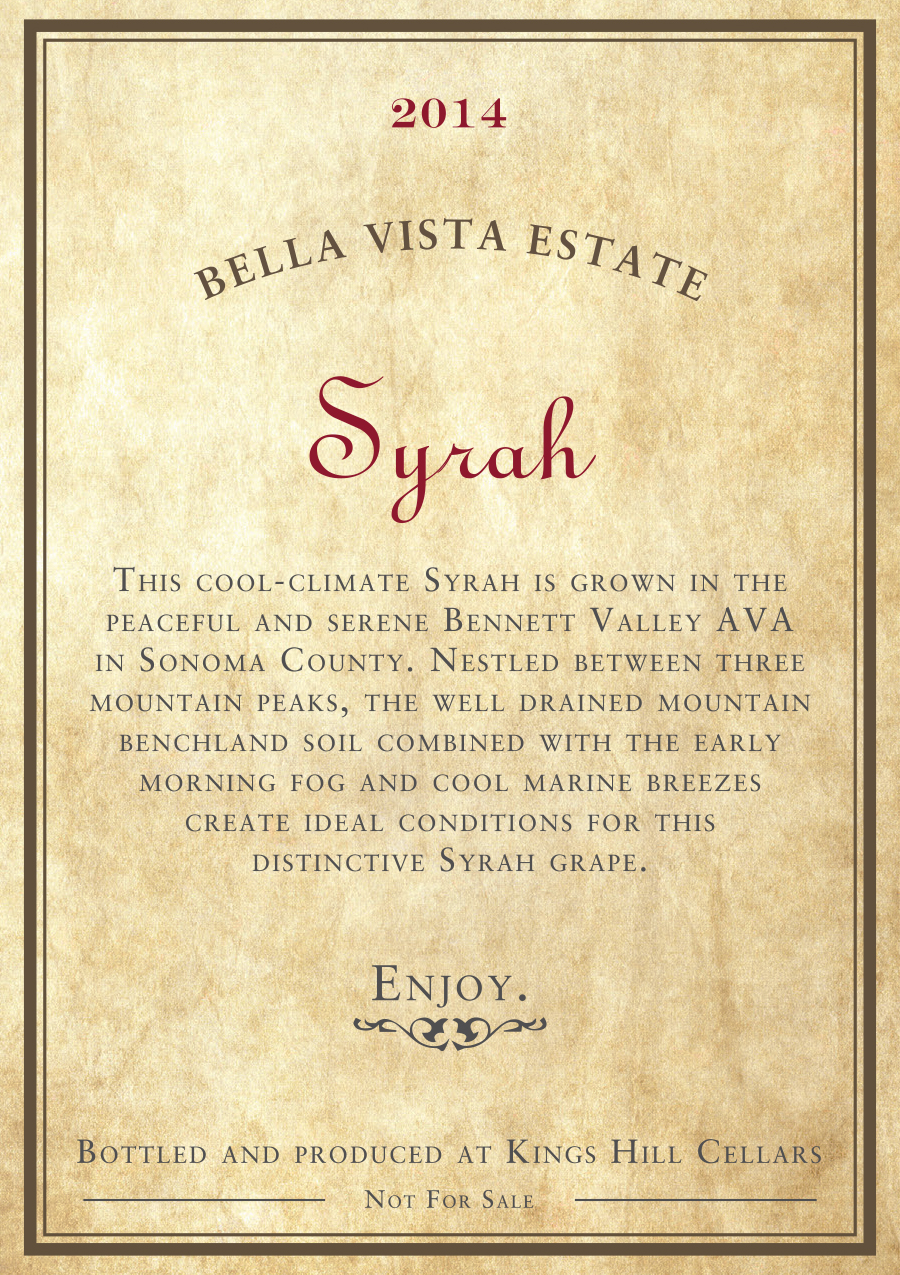 2014
BELLA VISTA ESTATE
Syrah
This cool-climate Syrah is grown in the
peaceful and serene Bennett Valley AVA
in Sonoma County. Nestled between three
mountain peaks, the well drained mountain
benchland soil combined with the early
morning fog and cool marine breezes
create ideal conditions for this
distinctive Syrah grape.
Enjoy.
Bottled and produced at Kings Hill Cellars
Not For Sale